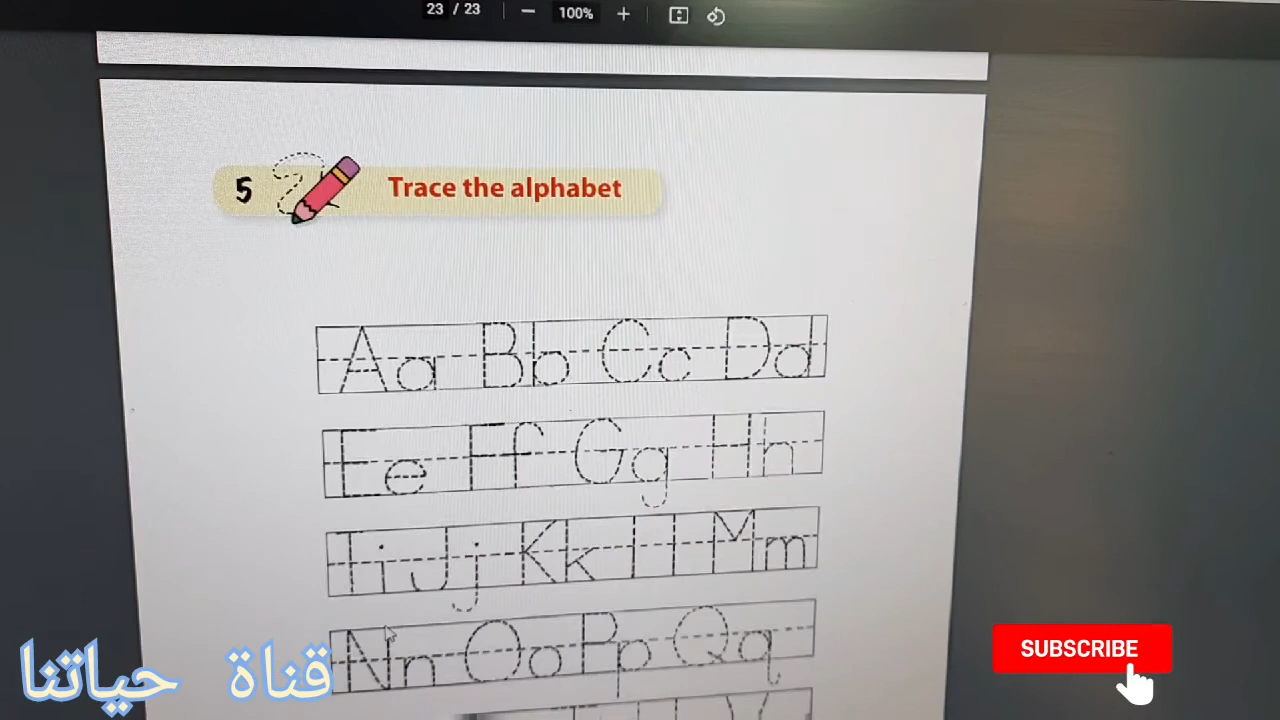 23 / 23
100%
5 Trace the alphabet
Aa Bb Cc Dd
Ee Ff Gg Hh
Ii Jj Kk Ll Mm
Nn Oo Pp Qq
قناة حياتنا
SUBSCRIBE